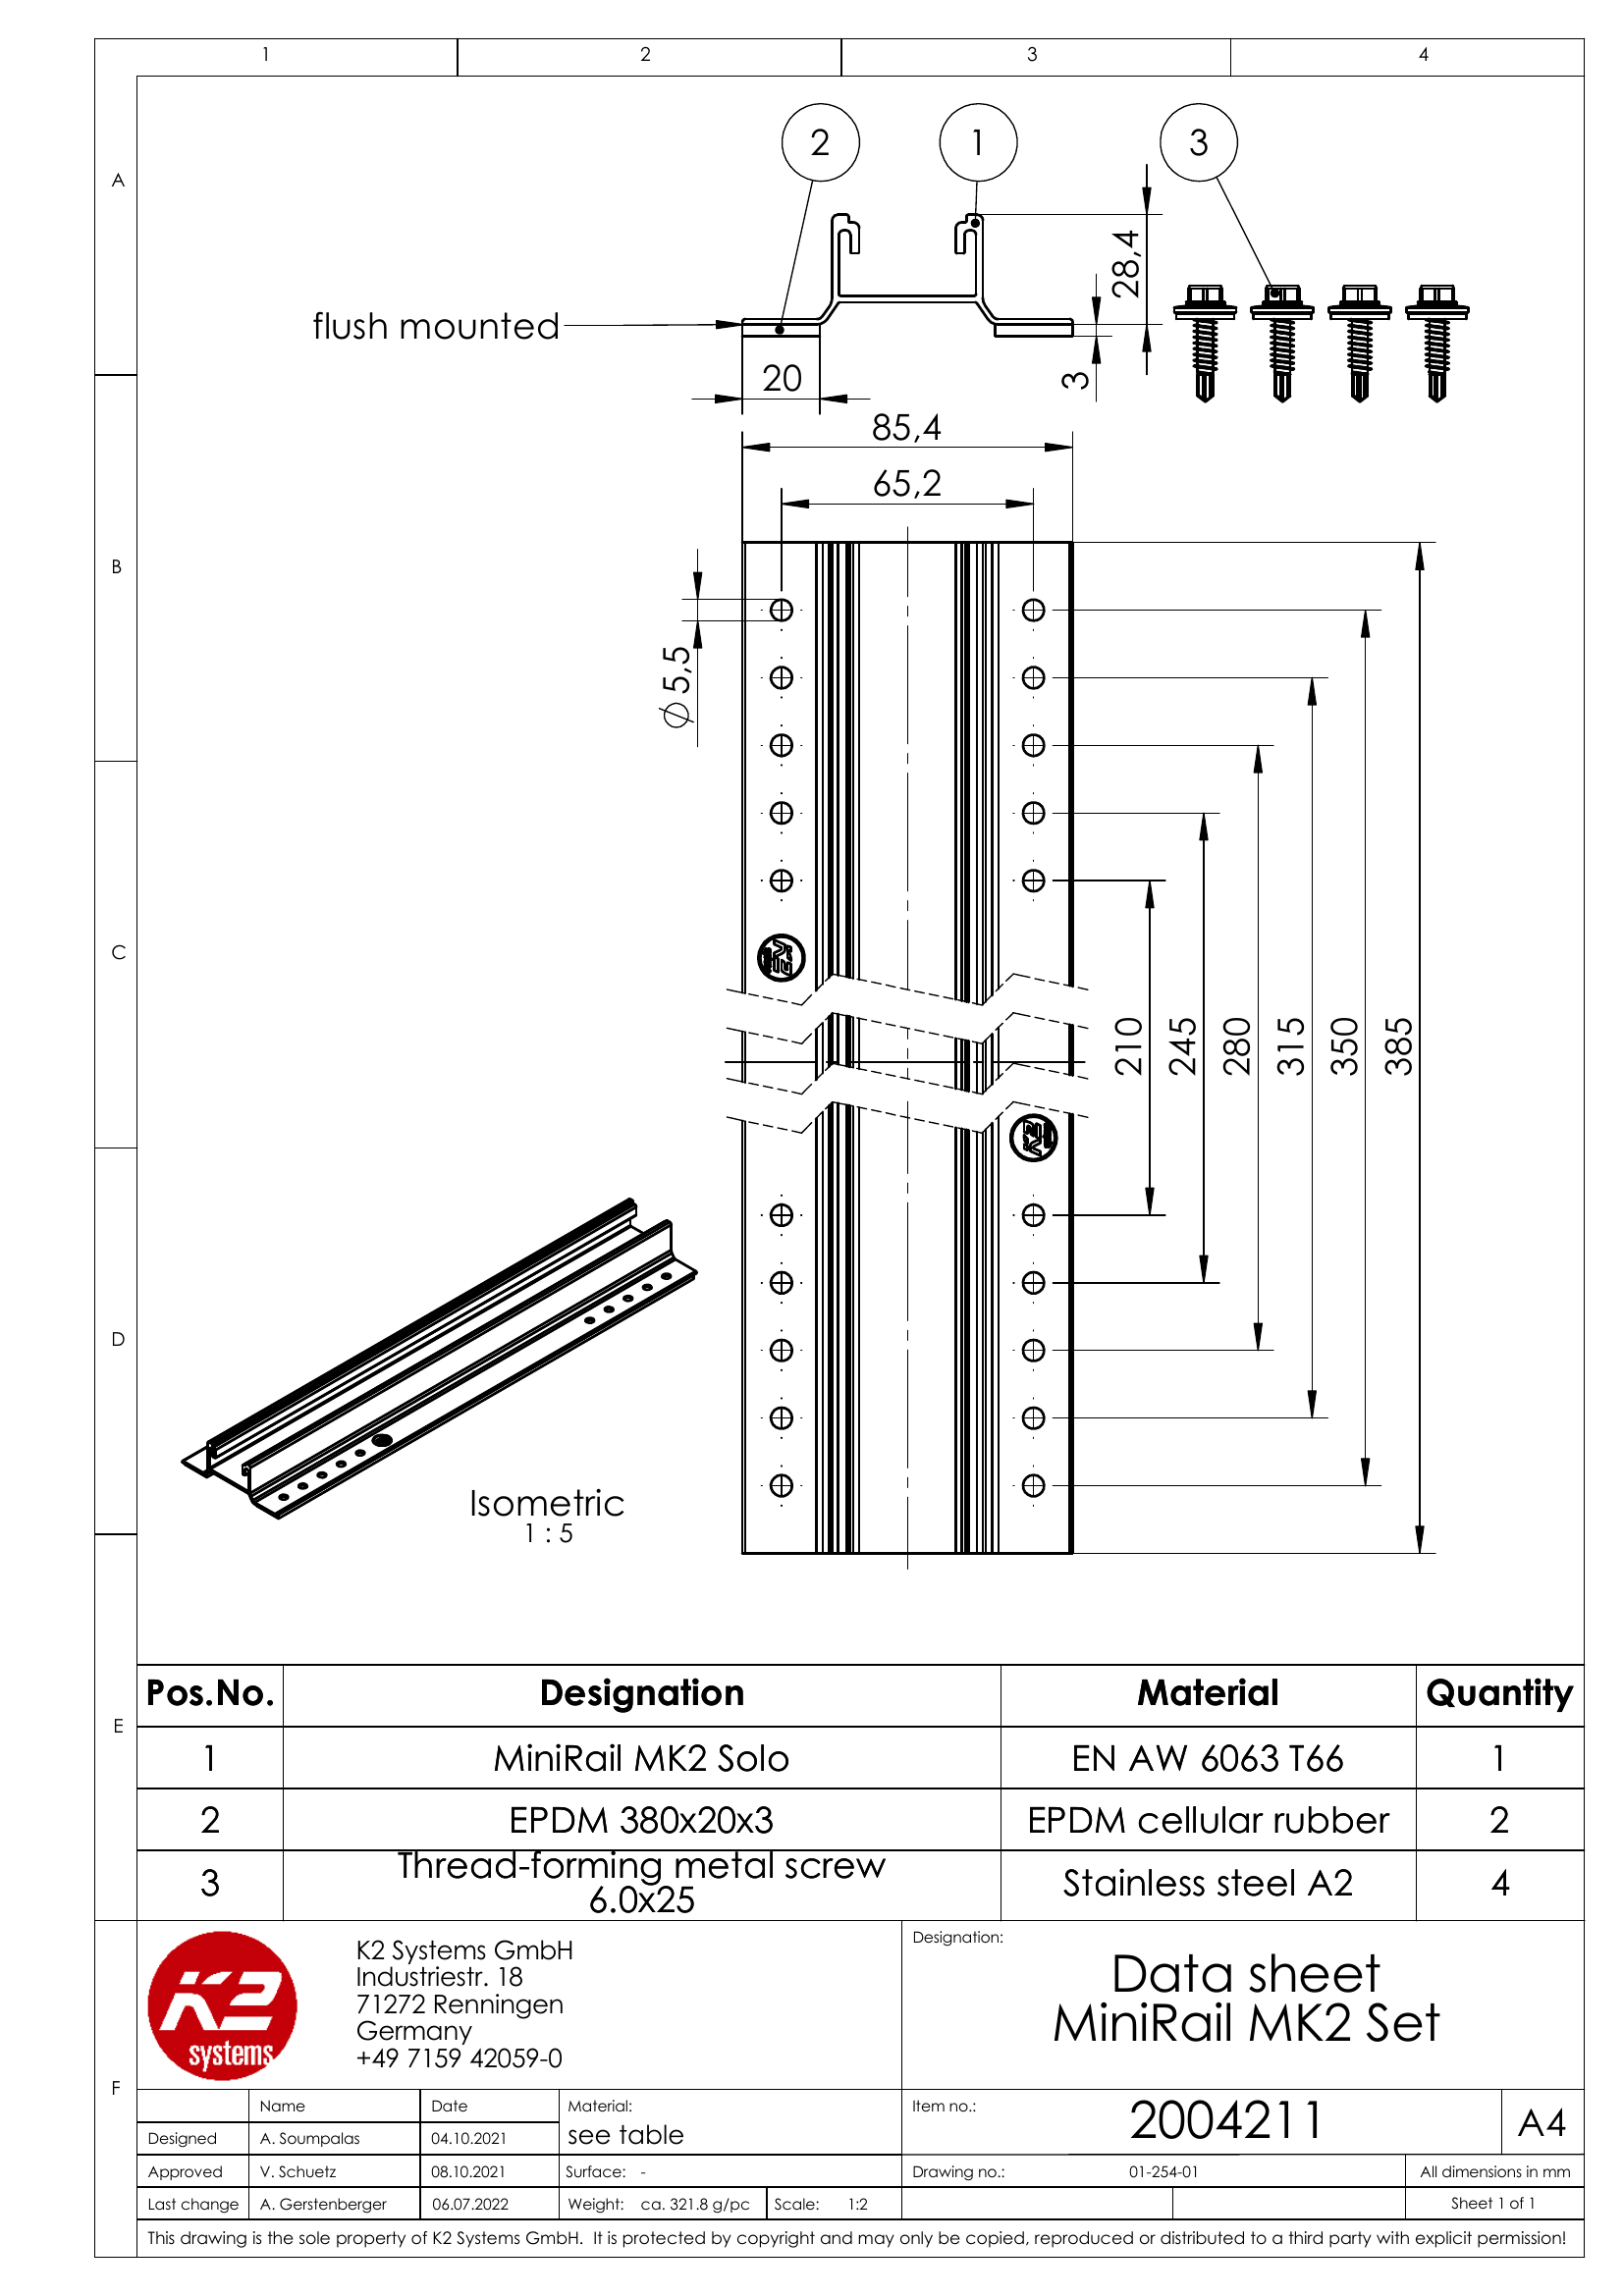 1 2 3 4
A
B
C
D
E
F
2 1 3
flush mounted
28,4
3
20
85,4
65,2
⌀ 5,5
210
245
280
315
350
385
Isometric
1 : 5
Pos.No. Designation Material Quantity
1 MiniRail MK2 Solo EN AW 6063 T66 1
2 EPDM 380x20x3 EPDM cellular rubber 2
3 Thread-forming metal screw
6.0x25 Stainless steel A2 4
K2
systems
K2 Systems GmbH
Industriestr. 18
71272 Renningen
Germany
+49 7159 42059-0
Designation:
Data sheet
MiniRail MK2 Set
Name Date Material:
see table
Designed A. Soumpalas 04.10.2021
Approved V. Schuetz 08.10.2021 Surface: -
Last change A. Gerstenberger 06.07.2022 Weight: ca. 321.8 g/pc Scale: 1:2
Item no.: 2004211 A4
Drawing no.: 01-254-01 All dimensions in mm
Sheet 1 of 1
This drawing is the sole property of K2 Systems GmbH. It is protected by copyright and may only be copied, reproduced or distributed to a third party with explicit permission!